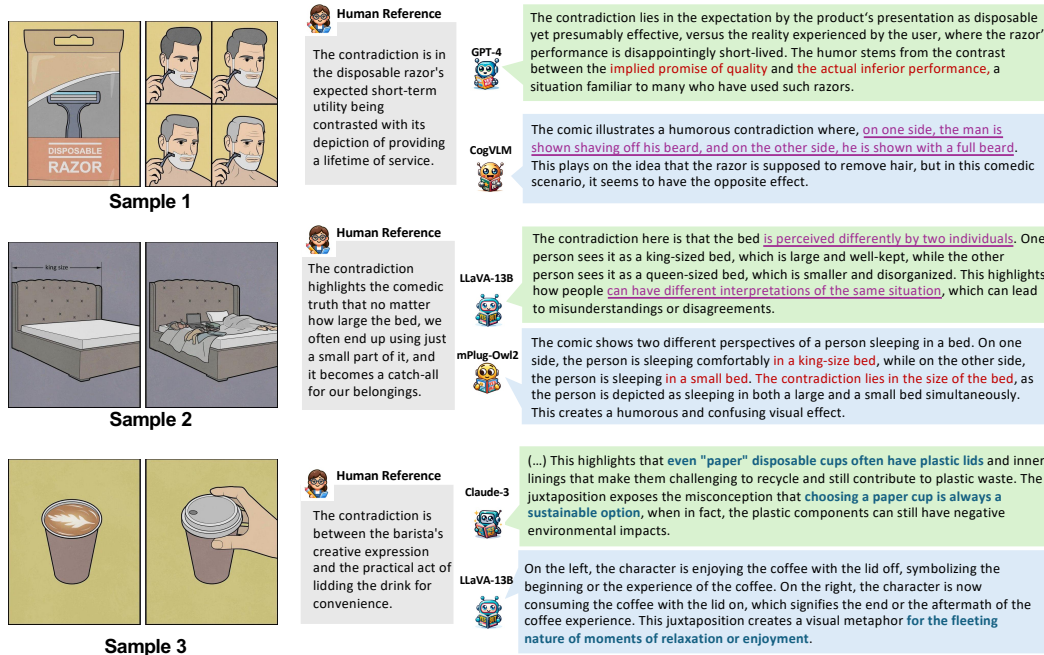 DISPOSABLE
RAZOR
Sample 1
Human Reference
The contradiction is in
the disposable razor's
expected short-term
utility being
contrasted with its
depiction of providing
a lifetime of service.
GPT-4
The contradiction lies in the expectation by the product's presentation as disposable
yet presumably effective, versus the reality experienced by the user, where the razor'
performance is disappointingly short-lived. The humor stems from the contrast
between the implied promise of quality and the actual inferior performance, a
situation familiar to many who have used such razors.
CogVLM
The comic illustrates a humorous contradiction where, on one side, the man is
shown shaving off his beard, and on the other side, he is shown with a full beard.
This plays on the idea that the razor is supposed to remove hair, but in this comedic
scenario, it seems to have the opposite effect.
king size
Sample 2
Human Reference
The contradiction
highlights the comedic
truth that no matter
how large the bed, we
often end up using just
a small part of it, and
it becomes a catch-all
for our belongings.
LLaVA-13B
The contradiction here is that the bed is perceived differently by two individuals. One
person sees it as a king-sized bed, which is large and well-kept, while the other
person sees it as a queen-sized bed, which is smaller and disorganized. This highlights
how people can have different interpretations of the same situation, which can lead
to misunderstandings or disagreements.
mPlug-Owl2
The comic shows two different perspectives of a person sleeping in a bed. On one
side, the person is sleeping comfortably in a king-size bed, while on the other side,
the person is sleeping in a small bed. The contradiction lies in the size of the bed, as
the person is depicted as sleeping in both a large and a small bed simultaneously.
This creates a humorous and confusing visual effect.
Sample 3
Human Reference
The contradiction is
between the barista's
creative expression
and the practical act of
lidding the drink for
convenience.
Claude-3
(...) This highlights that even "paper" disposable cups often have plastic lids and inner
linings that make them challenging to recycle and still contribute to plastic waste. The
juxtaposition exposes the misconception that choosing a paper cup is always a
sustainable option, when in fact, the plastic components can still have negative
environmental impacts.
LLaVA-13B
On the left, the character is enjoying the coffee with the lid off, symbolizing the
beginning or the experience of the coffee. On the right, the character is now
consuming the coffee with the lid on, which signifies the end or the aftermath of the
coffee experience. This juxtaposition creates a visual metaphor for the fleeting
nature of moments of relaxation or enjoyment.